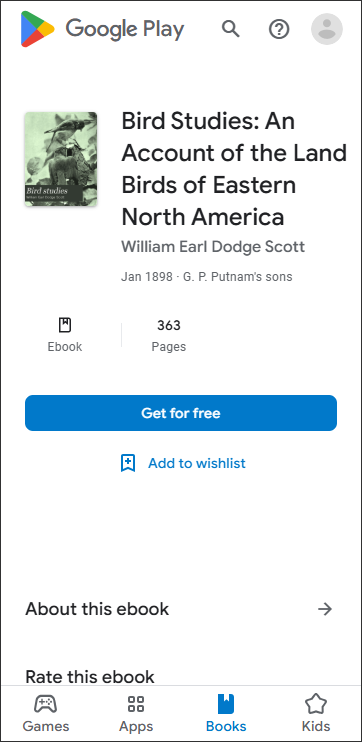 Google Play
Bird Studies: An
Account of the Land
Birds of Eastern
North America
William Earl Dodge Scott
Jan 1898 · G. P. Putnam's sons
Bird studies
William Earl Dodge Scott
Ebook
363
Pages
Get for free
Add to wishlist
About this ebook
Rate this ebook
Games
Apps
Books
Kids